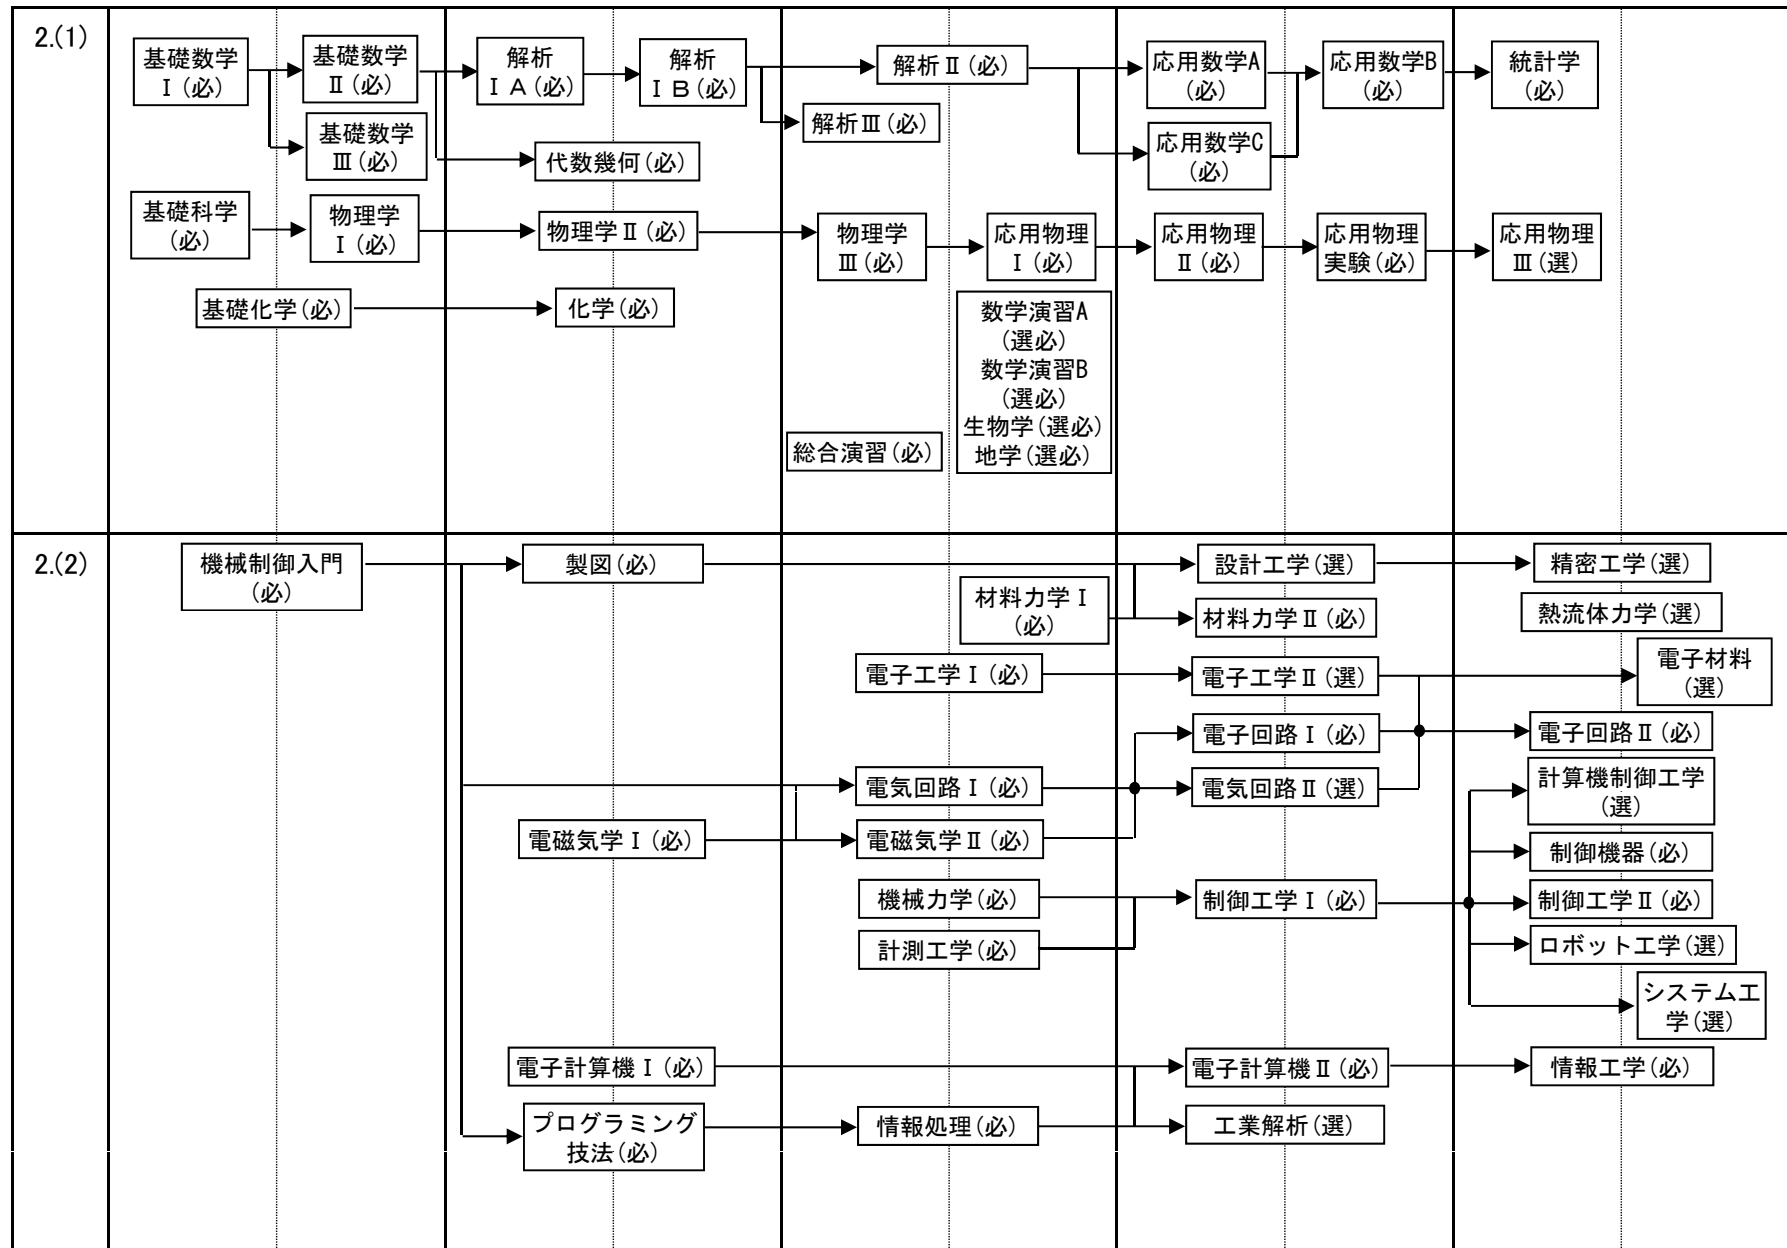 2.(1)
基礎数学
Ⅰ(必)
基礎数学
Ⅱ(必)
解析
Ⅰ A(必)
解析
Ⅰ B(必)
解析Ⅱ(必)
応用数学A
(必)
応用数学B
(必)
統計学
(必)
基礎数学
Ⅲ(必)
代数幾何(必)
解析Ⅲ(必)
応用数学C
(必)
基礎科学
(必)
物理学
Ⅰ(必)
物理学Ⅱ(必)
物理学
Ⅲ(必)
応用物理
Ⅰ(必)
応用物理
Ⅱ(必)
応用物理
実験(必)
応用物理
Ⅲ(選)
基礎化学(必)
化学(必)
数学演習A
(選必)
数学演習B
(選必)
生物学(選必)
地学(選必)
総合演習(必)
2.(2)
機械制御入門
(必)
製図(必)
設計工学(選)
精密工学(選)
材料力学Ⅰ
(必)
材料力学Ⅱ(必)
熱流体力学(選)
電子工学Ⅰ(必)
電子工学Ⅱ(選)
電子材料
(選)
電子回路Ⅰ(必)
電子回路Ⅱ(必)
電気回路Ⅰ(必)
電気回路Ⅱ(選)
計算機制御工学
(選)
電磁気学Ⅰ(必)
電磁気学Ⅱ(必)
制御機器(必)
機械力学(必)
制御工学Ⅰ(必)
制御工学Ⅱ(必)
計測工学(必)
ロボット工学(選)
システム工
学(選)
電子計算機Ⅰ(必)
電子計算機Ⅱ(必)
情報工学(必)
プログラミング
技法(必)
情報処理(必)
工業解析(選)